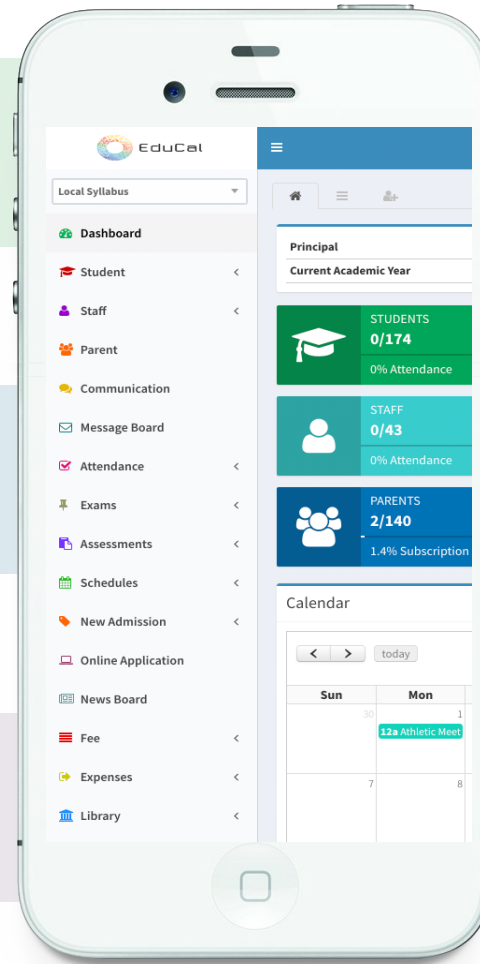 EduCal
Local Syllabus
Dashboard
Student
Staff
Parent
Communication
Message Board
Attendance
Exams
Assessments
Schedules
New Admission
Online Application
News Board
Fee
Expenses
Library
Principal
Current Academic Year
STUDENTS
0/174
0% Attendance
STAFF
0/43
0% Attendance
PARENTS
2/140
1.4% Subscription
Calendar
today
Sun Mon
30 1
12a Athletic Meet
7 8